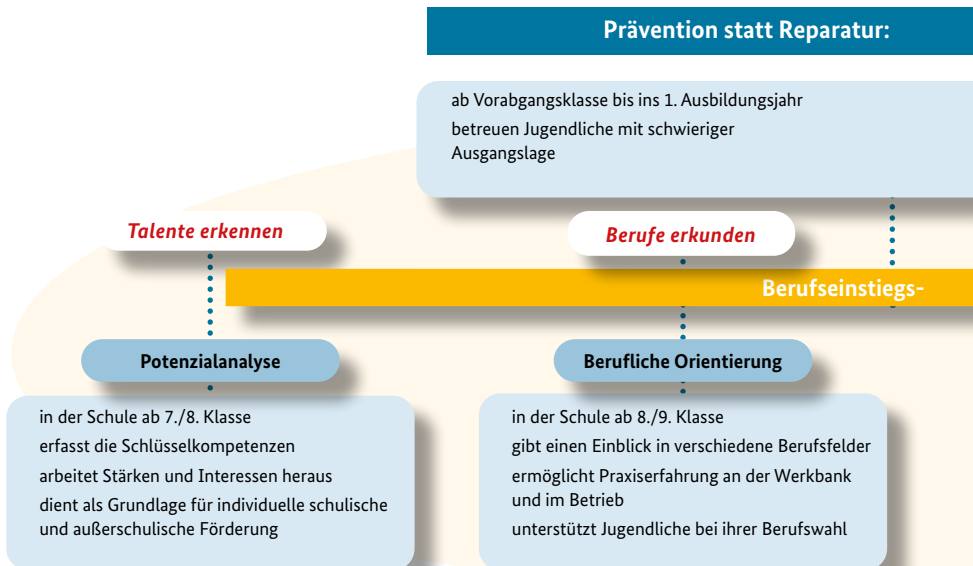 Prävention statt Reparatur:
ab Vorabgangsklasse bis ins 1. Ausbildungsjahr
betreuen Jugendliche mit schwieriger
Ausgangslage
Talente erkennen
Berufe erkunden
Berufseinstiegs-
Potenzialanalyse
in der Schule ab 7./8. Klasse
erfasst die Schlüsselkompetenzen
arbeitet Stärken und Interessen heraus
dient als Grundlage für individuelle schulische
und außerschulische Förderung
Berufliche Orientierung
in der Schule ab 8./9. Klasse
gibt einen Einblick in verschiedene Berufsfelder
ermöglicht Praxiserfahrung an der Werkbank
und im Betrieb
unterstützt Jugendliche bei ihrer Berufswahl